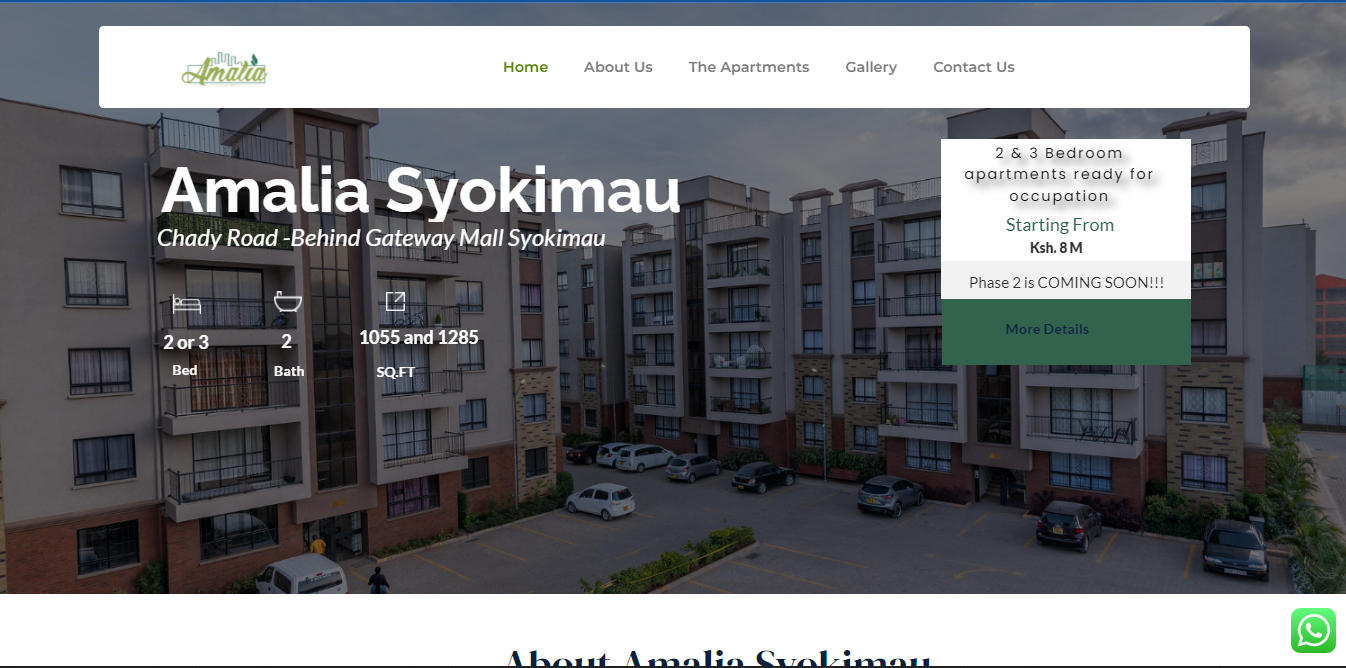 Amalia
Home
About Us
The Apartments
Gallery
Contact Us
Amalia Syokimau
Chady Road -Behind Gateway Mall Syokimau
2 or 3
Bed
2
Bath
1055 and 1285
SQ.FT
2 & 3 Bedroom
apartments ready for
occupation
Starting From
Ksh. 8 M
Phase 2 is COMING SOON!!!
More Details
About Amalia Syokimau